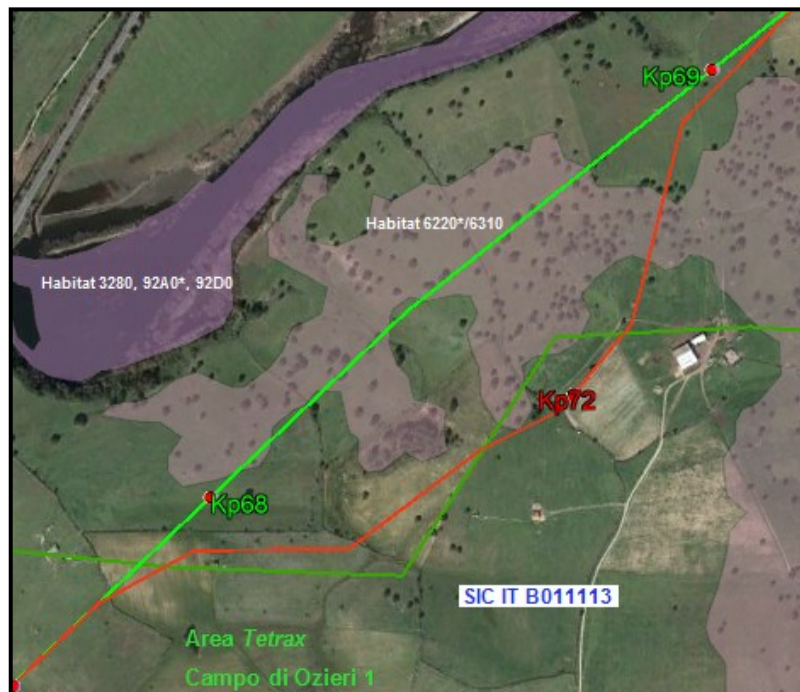 Kp69
Habitat 6220*/6310
Habitat 3280, 92A0*, 92D0
Kp72
Kp68
SIC IT B011113
Area Tetrax
Campo di Ozieri 1